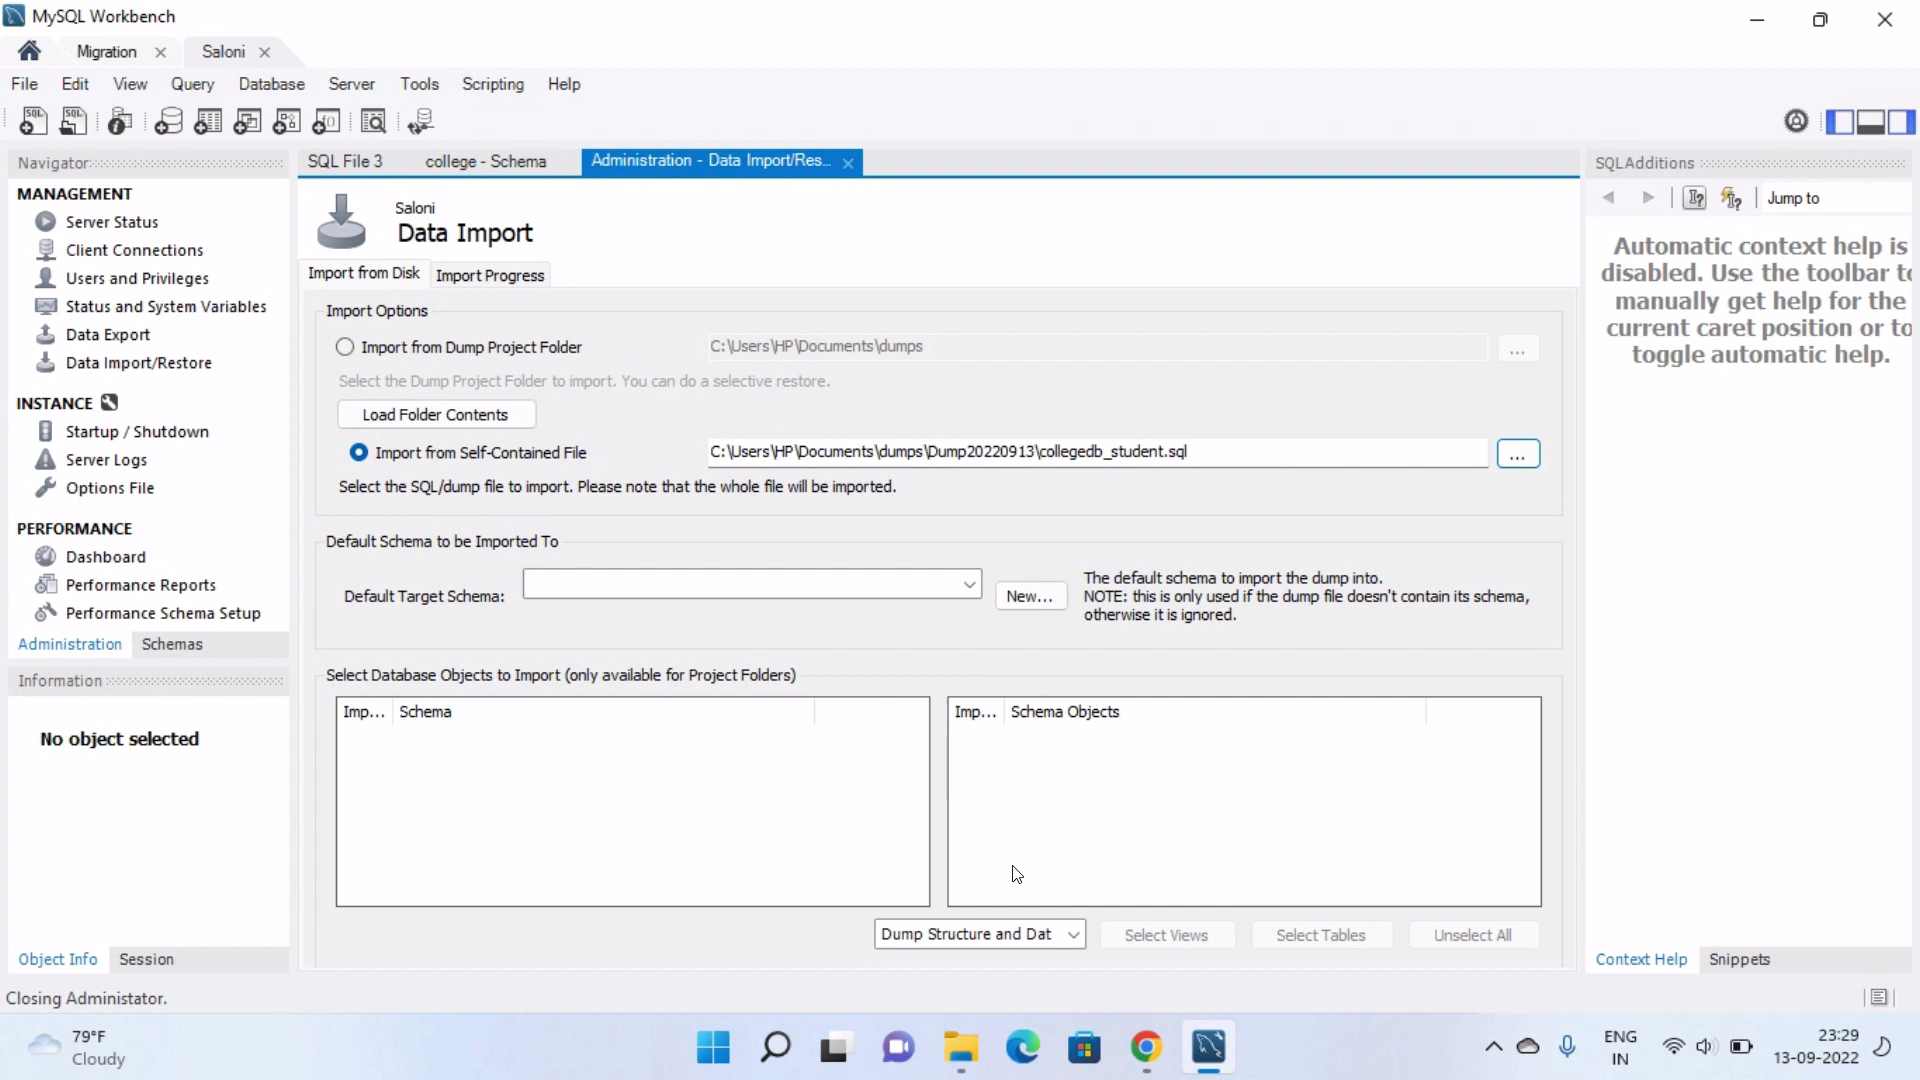 MySQL Workbench
Migration
Saloni
File Edit View Query Database Server Tools Scripting Help
Navigator
MANAGEMENT
Server Status
Client Connections
Users and Privileges
Status and System Variables
Data Export
Data Import/Restore
INSTANCE
Startup / Shutdown
Server Logs
Options File
PERFORMANCE
Dashboard
Performance Reports
Performance Schema Setup
Administration Schemas
Information
No object selected
Object Info Session
SQL File 3 college - Schema Administration - Data Import/Res...
Saloni
Data Import
Import from Disk Import Progress
Import Options
Import from Dump Project Folder C:\Users\HP\Documents\dumps ...
Select the Dump Project Folder to import. You can do a selective restore.
Load Folder Contents
Import from Self-Contained File C:\Users\HP\Documents\dumps\Dump20220913\collegedb_student.sql ...
Select the SQL/dump file to import. Please note that the whole file will be imported.
Default Schema to be Imported To
Default Target Schema: New...
The default schema to import the dump into.
NOTE: this is only used if the dump file doesn't contain its schema,
otherwise it is ignored.
Select Database Objects to Import (only available for Project Folders)
Imp... Schema
Imp... Schema Objects
Dump Structure and Dat Select Views Select Tables Unselect All
SQLAdditions
Jump to
Automatic context help is
disabled. Use the toolbar to
manually get help for the
current caret position or to
toggle automatic help.
Context Help Snippets
Closing Administator.
79°F
Cloudy
ENG
IN
23:29
13-09-2022